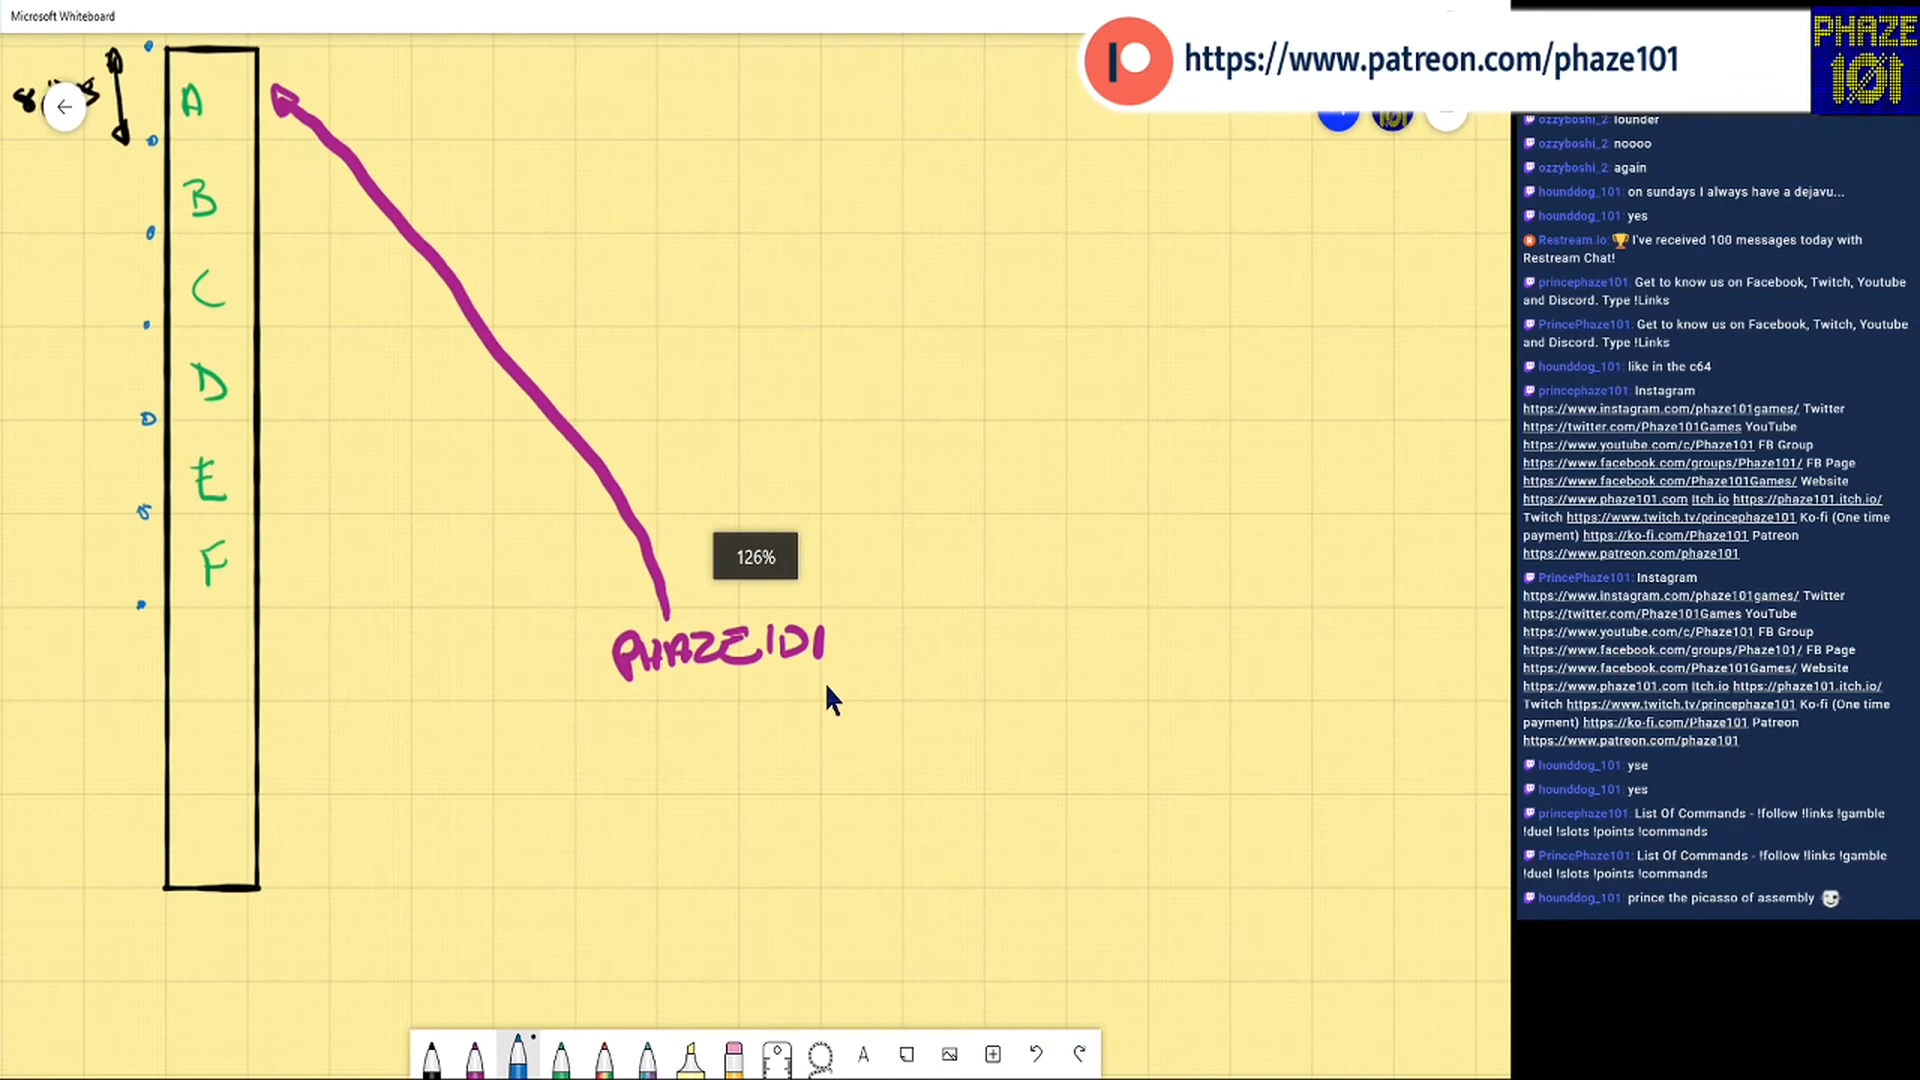 Microsoft Whiteboard
https://www.patreon.com/phaze101
PHAZE
101
8
A
B
C
D
E
F
126%
PHAZE101
A
ozzyboshi_2: lounder
ozzyboshi_2: noooo
ozzyboshi_2: again
hounddog_101: on sundays I always have a dejavu...
hounddog_101: yes
Restream.io: I've received 100 messages today with
Restream Chat!
princephaze101: Get to know us on Facebook, Twitch, Youtube
and Discord. Type !Links
PrincePhaze101: Get to know us on Facebook, Twitch, Youtube
and Discord. Type !Links
hounddog_101: like in the c64
princephaze101: Instagram
https://www.instagram.com/phaze101games/ Twitter
https://twitter.com/Phaze101Games YouTube
https://www.youtube.com/c/Phaze101 FB Group
https://www.facebook.com/groups/Phaze101/ FB Page
https://www.facebook.com/Phaze101Games/ Website
https://www.phaze101.com Itch.io https://phaze101.itch.io/
Twitch https://www.twitch.tv/princephaze101 Ko-fi (One time
payment) https://ko-fi.com/Phaze101 Patreon
https://www.patreon.com/phaze101
PrincePhaze101: Instagram
https://www.instagram.com/phaze101games/ Twitter
https://twitter.com/Phaze101Games YouTube
https://www.youtube.com/c/Phaze101 FB Group
https://www.facebook.com/groups/Phaze101/ FB Page
https://www.facebook.com/Phaze101Games/ Website
https://www.phaze101.com Itch.io https://phaze101.itch.io/
Twitch https://www.twitch.tv/princephaze101 Ko-fi (One time
payment) https://ko-fi.com/Phaze101 Patreon
https://www.patreon.com/phaze101
hounddog_101: yse
hounddog_101: yes
princephaze101: List Of Commands - !follow !links !gamble
!duel !slots !points !commands
PrincePhaze101: List Of Commands - !follow !links !gamble
!duel !slots !points !commands
hounddog_101: prince the picasso of assembly